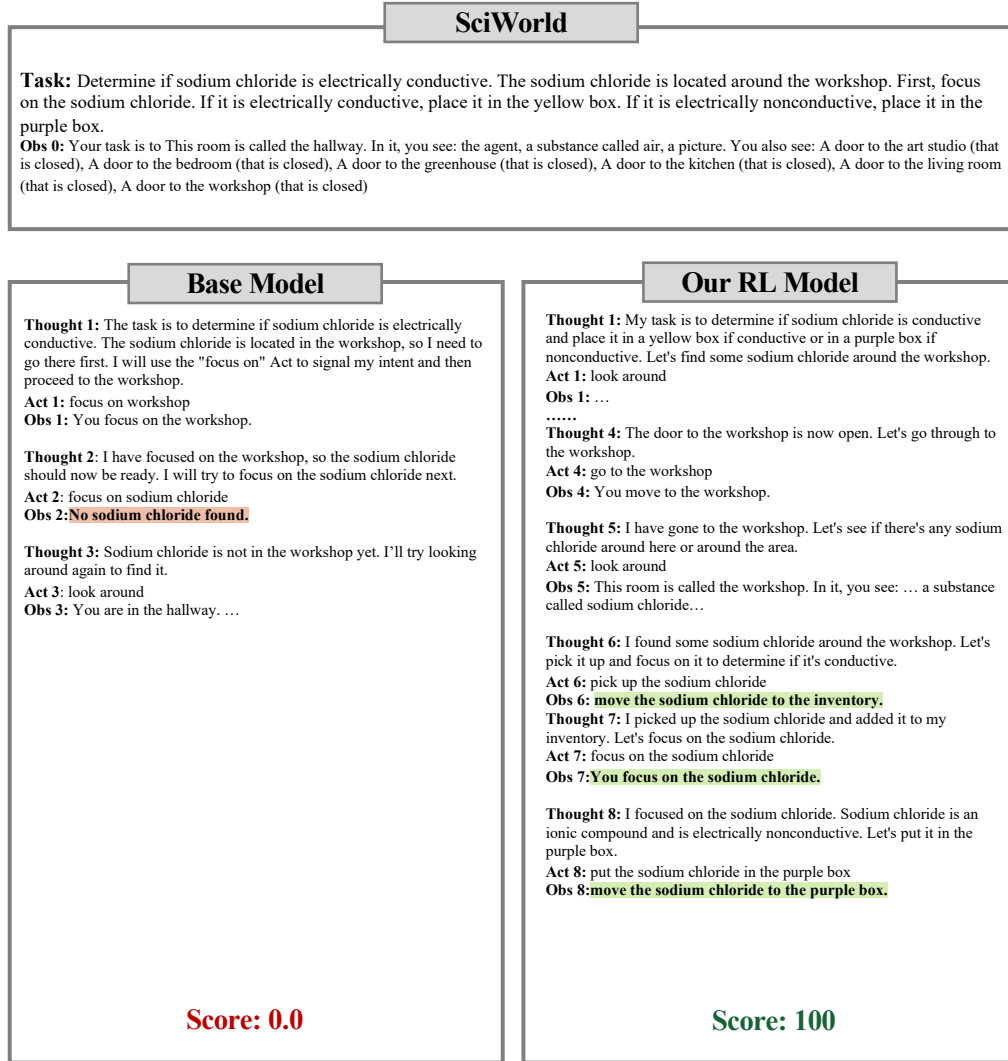 SciWorld
Task: Determine if sodium chloride is electrically conductive. The sodium chloride is located around the workshop. First, focus
on the sodium chloride. If it is electrically conductive, place it in the yellow box. If it is electrically nonconductive, place it in the
purple box.
Obs 0: Your task is to This room is called the hallway. In it, you see: the agent, a substance called air, a picture. You also see: A door to the art studio (that
is closed), A door to the bedroom (that is closed), A door to the greenhouse (that is closed), A door to the kitchen (that is closed), A door to the living room
(that is closed), A door to the workshop (that is closed)
Base Model
Thought 1: The task is to determine if sodium chloride is electrically
conductive. The sodium chloride is located in the workshop, so I need to
go there first. I will use the "focus on" Act to signal my intent and then
proceed to the workshop.
Act 1: focus on workshop
Obs 1: You focus on the workshop.
Thought 2: I have focused on the workshop, so the sodium chloride
should now be ready. I will try to focus on the sodium chloride next.
Act 2: focus on sodium chloride
Obs 2:No sodium chloride found.
Thought 3: Sodium chloride is not in the workshop yet. I’ll try looking
around again to find it.
Act 3: look around
Obs 3: You are in the hallway. …
Score: 0.0
Our RL Model
Thought 1: My task is to determine if sodium chloride is conductive
and place it in a yellow box if conductive or in a purple box if
nonconductive. Let's find some sodium chloride around the workshop.
Act 1: look around
Obs 1: …
……
Thought 4: The door to the workshop is now open. Let's go through to
the workshop.
Act 4: go to the workshop
Obs 4: You move to the workshop.
Thought 5: I have gone to the workshop. Let's see if there's any sodium
chloride around here or around the area.
Act 5: look around
Obs 5: This room is called the workshop. In it, you see: … a substance
called sodium chloride…
Thought 6: I found some sodium chloride around the workshop. Let's
pick it up and focus on it to determine if it's conductive.
Act 6: pick up the sodium chloride
Obs 6: move the sodium chloride to the inventory.
Thought 7: I picked up the sodium chloride and added it to my
inventory. Let's focus on the sodium chloride.
Act 7: focus on the sodium chloride
Obs 7:You focus on the sodium chloride.
Thought 8: I focused on the sodium chloride. Sodium chloride is an
ionic compound and is electrically nonconductive. Let's put it in the
purple box.
Act 8: put the sodium chloride in the purple box
Obs 8:move the sodium chloride to the purple box.
Score: 100